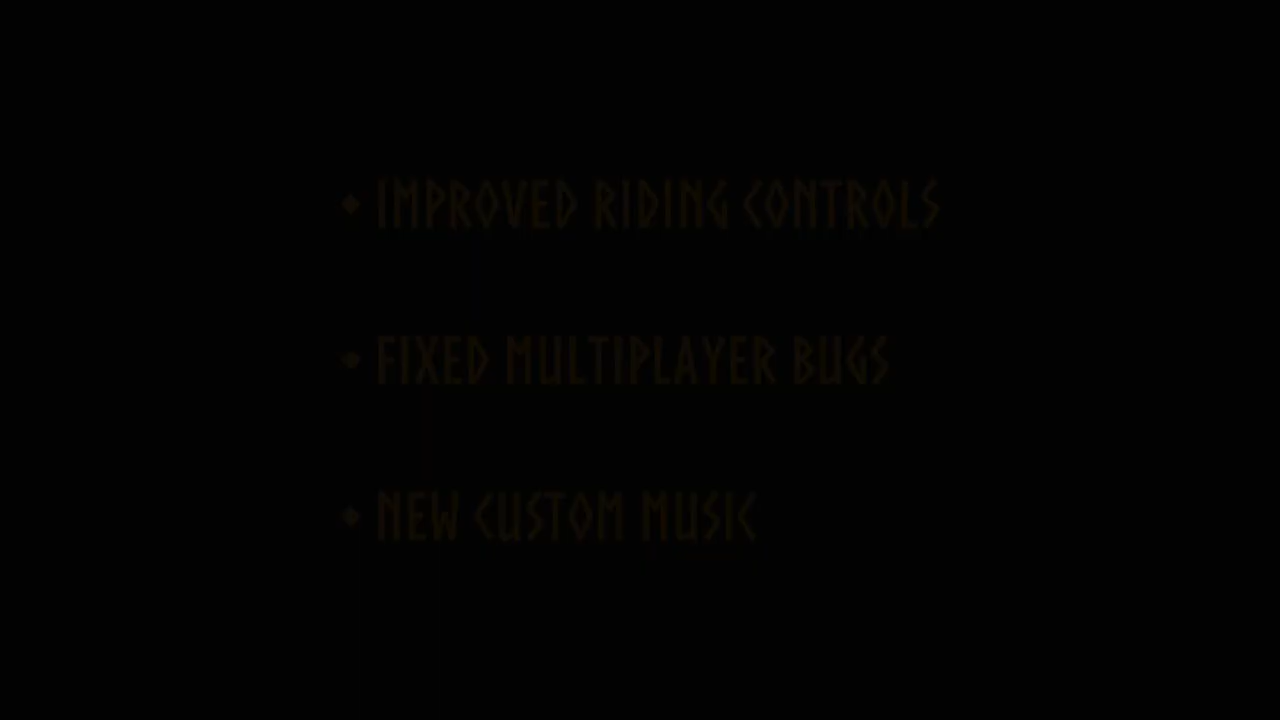 • IMPROVED RIDING CONTROLS
• FIXED MULTIPLAYER BUGS
• NEW CUSTOM MUSIC